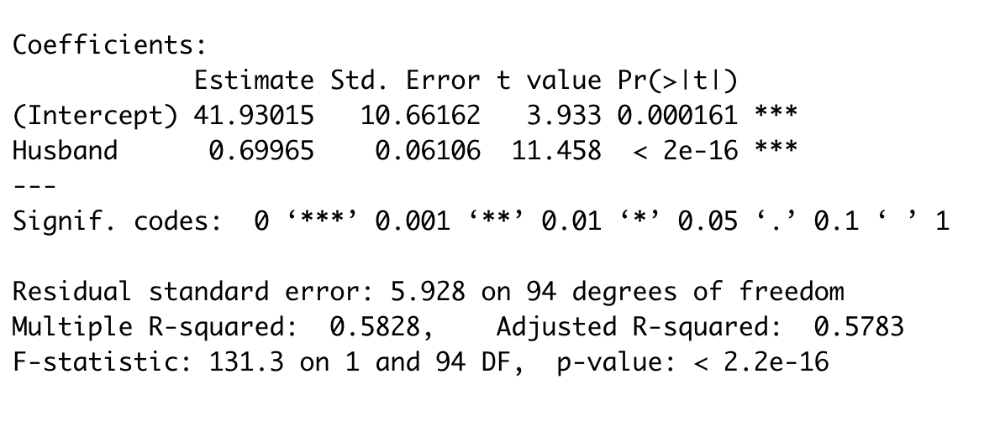 Coefficients:
            Estimate Std. Error t value Pr(>|t|)
(Intercept) 41.93015   10.66162   3.933 0.000161 ***
Husband      0.69965    0.06106  11.458  < 2e-16 ***
---
Signif. codes:  0 ‘***’ 0.001 ‘**’ 0.01 ‘*’ 0.05 ‘.’ 0.1 ‘ ’ 1
Residual standard error: 5.928 on 94 degrees of freedom
Multiple R-squared:  0.5828,    Adjusted R-squared:  0.5783
F-statistic: 131.3 on 1 and 94 DF,  p-value: < 2.2e-16